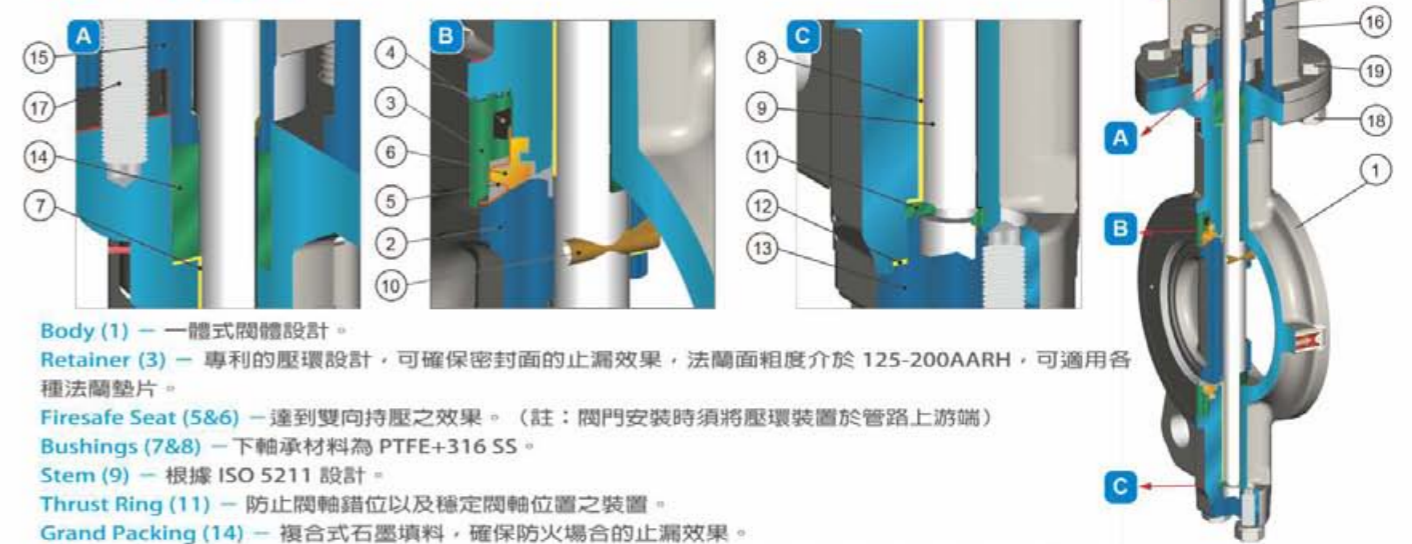 A
15
17
14
7
B
4
3
6
5
2
10
C
8
9
11
12
13
16
19
18
A
1
B
C
Body (1) － 一體式閥體設計。
Retainer (3) － 專利的壓環設計，可確保密封面的止漏效果，法蘭面粗度介於 125-200AARH，可適用各
種法蘭墊片。
Firesafe Seat (5&6) －達到雙向持壓之效果。（註：閥門安裝時須將壓環裝置於管路上游端）
Bushings (7&8) －下軸承材料為 PTFE+316 SS。
Stem (9) － 根據 ISO 5211 設計。
Thrust Ring (11) － 防止閥軸錯位以及穩定閥軸位置之裝置。
Grand Packing (14) － 複合式石墨填料，確保防火場合的止漏效果。